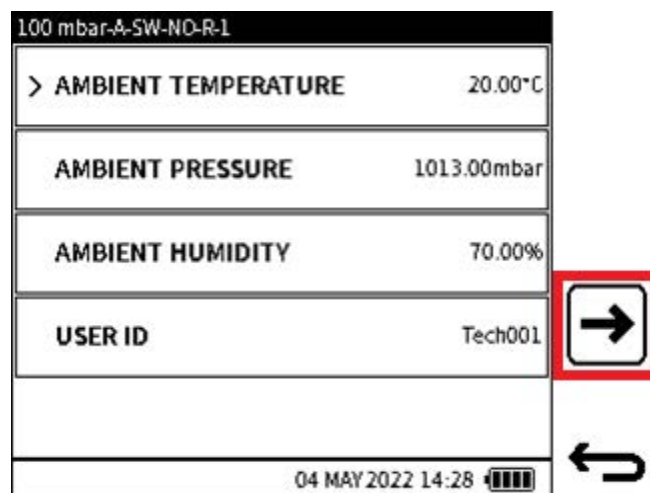 100 mbar-A-SW-NO-R-1
> AMBIENT TEMPERATURE 20.00°C
AMBIENT PRESSURE 1013.00mbar
AMBIENT HUMIDITY 70.00%
USER ID Tech001
04 MAY 2022 14:28